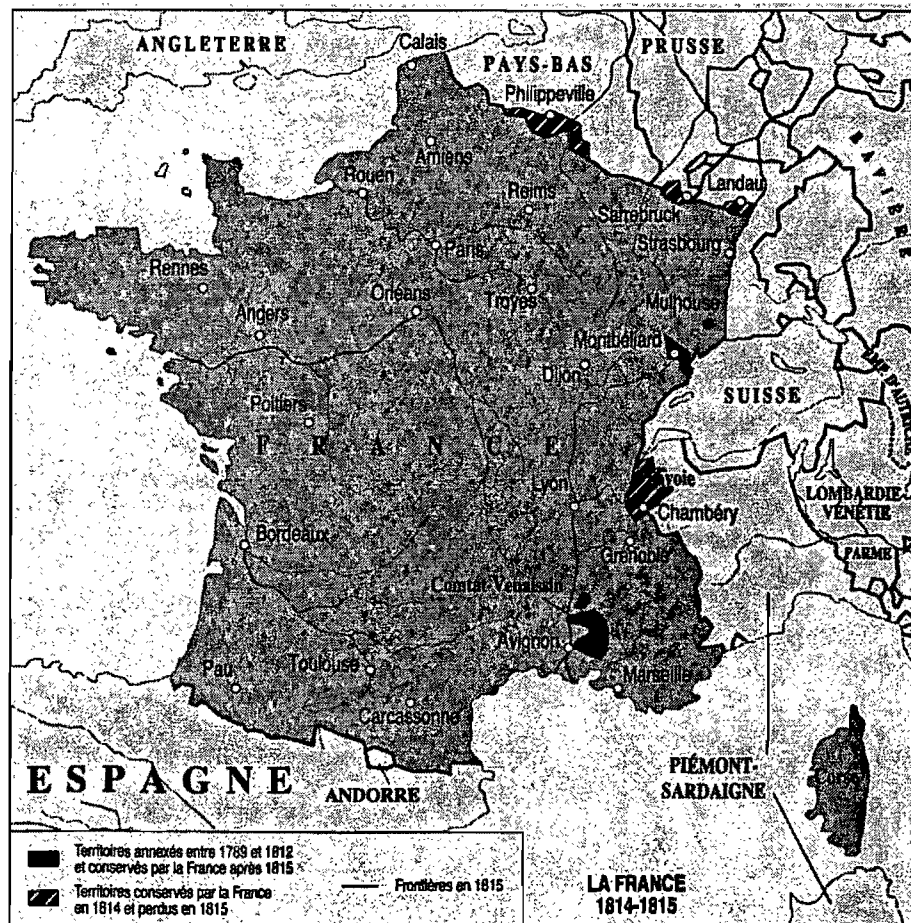 ANGLETERRE
Calais
PAYS-BAS
PRUSSE
Philippeville
BAVIÈRE
Amiens
Rouen
Reims
Landau
Sarrebruck
Paris
Strasbourg
Rennes
Orléans
Troyes
Mulhouse
Angers
Montbéliard
Dijon
SUISSE
Poitiers
FRANCE
Lyon
voie
LOMBARDIE-
VÉNÉTIE
Chambéry
Bordeaux
Grenoble
PARME
Comtat Venaissin
Avignon
Pau
Toulouse
Marseille
Carcassonne
ESPAGNE
ANDORRE
PIÉMONT-
SARDAIGNE
Corse
Territoires annexés entre 1789 et 1812
et conservés par la France après 1815
Territoires conservés par la France
en 1814 et perdus en 1815
Frontières en 1815
LA FRANCE
1814-1815